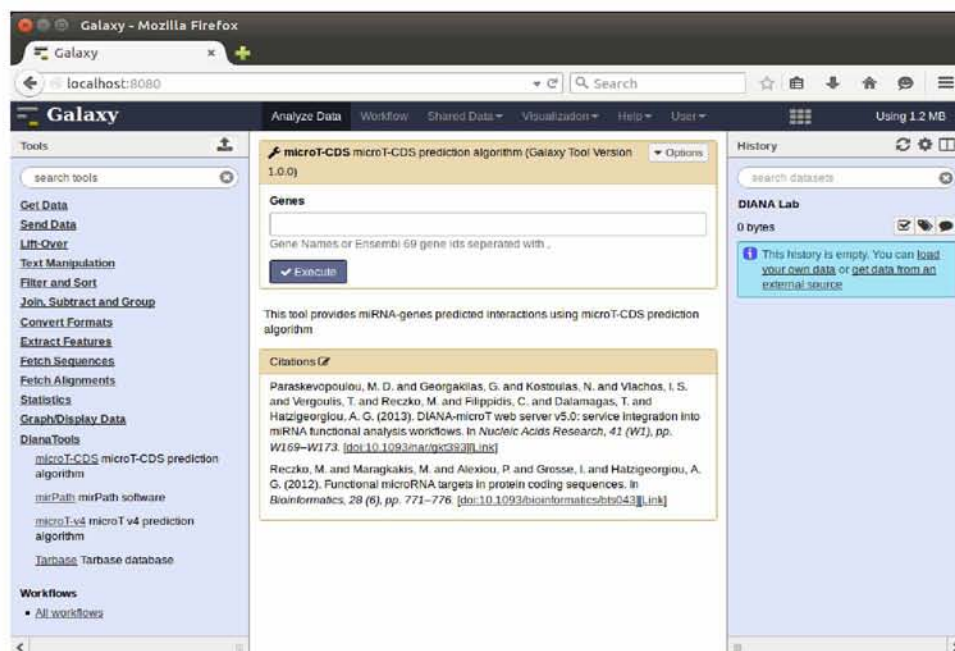 Galaxy - Mozilla Firefox
Galaxy
localhost:8080
Search
Galaxy
Analyze Data Workflow Shared Data Visualization Help User
Using 1.2 MB
Tools
search tools
Get Data
Send Data
Lift-Over
Text Manipulation
Filter and Sort
Join, Subtract and Group
Convert Formats
Extract Features
Fetch Sequences
Fetch Alignments
Statistics
Graph/Display Data
DianaTools
microT-CDS microT-CDS prediction
algorithm
mirPath mirPath software
microT-v4 microT v4 prediction
algorithm
Tarbase Tarbase database
Workflows
All workflows
microT-CDS microT-CDS prediction algorithm (Galaxy Tool Version
1.0.0)
Options
Genes
Gene Names or Ensembl 69 gene ids seperated with ,
Execute
This tool provides miRNA-genes predicted interactions using microT-CDS prediction
algorithm
Citations
Paraskevopoulou, M. D. and Georgakilas, G. and Kostoulas, N. and Vlachos, I. S.
and Vergoulis, T. and Reczko, M. and Filippidis, C. and Dalamagas, T. and
Hatzigeorgiou, A. G. (2013). DIANA-microT web server v5.0: service integration into
miRNA functional analysis workflows. In Nucleic Acids Research, 41 (W1), pp.
W169–W173. [doi:10.1093/nar/gkt393][Link]
Reczko, M. and Maragkakis, M. and Alexiou, P. and Grosse, I. and Hatzigeorgiou, A.
G. (2012). Functional microRNA targets in protein coding sequences. In
Bioinformatics, 28 (6), pp. 771–776. [doi:10.1093/bioinformatics/bts043][Link]
History
search datasets
DIANA Lab
0 bytes
This history is empty. You can load
your own data or get data from an
external source